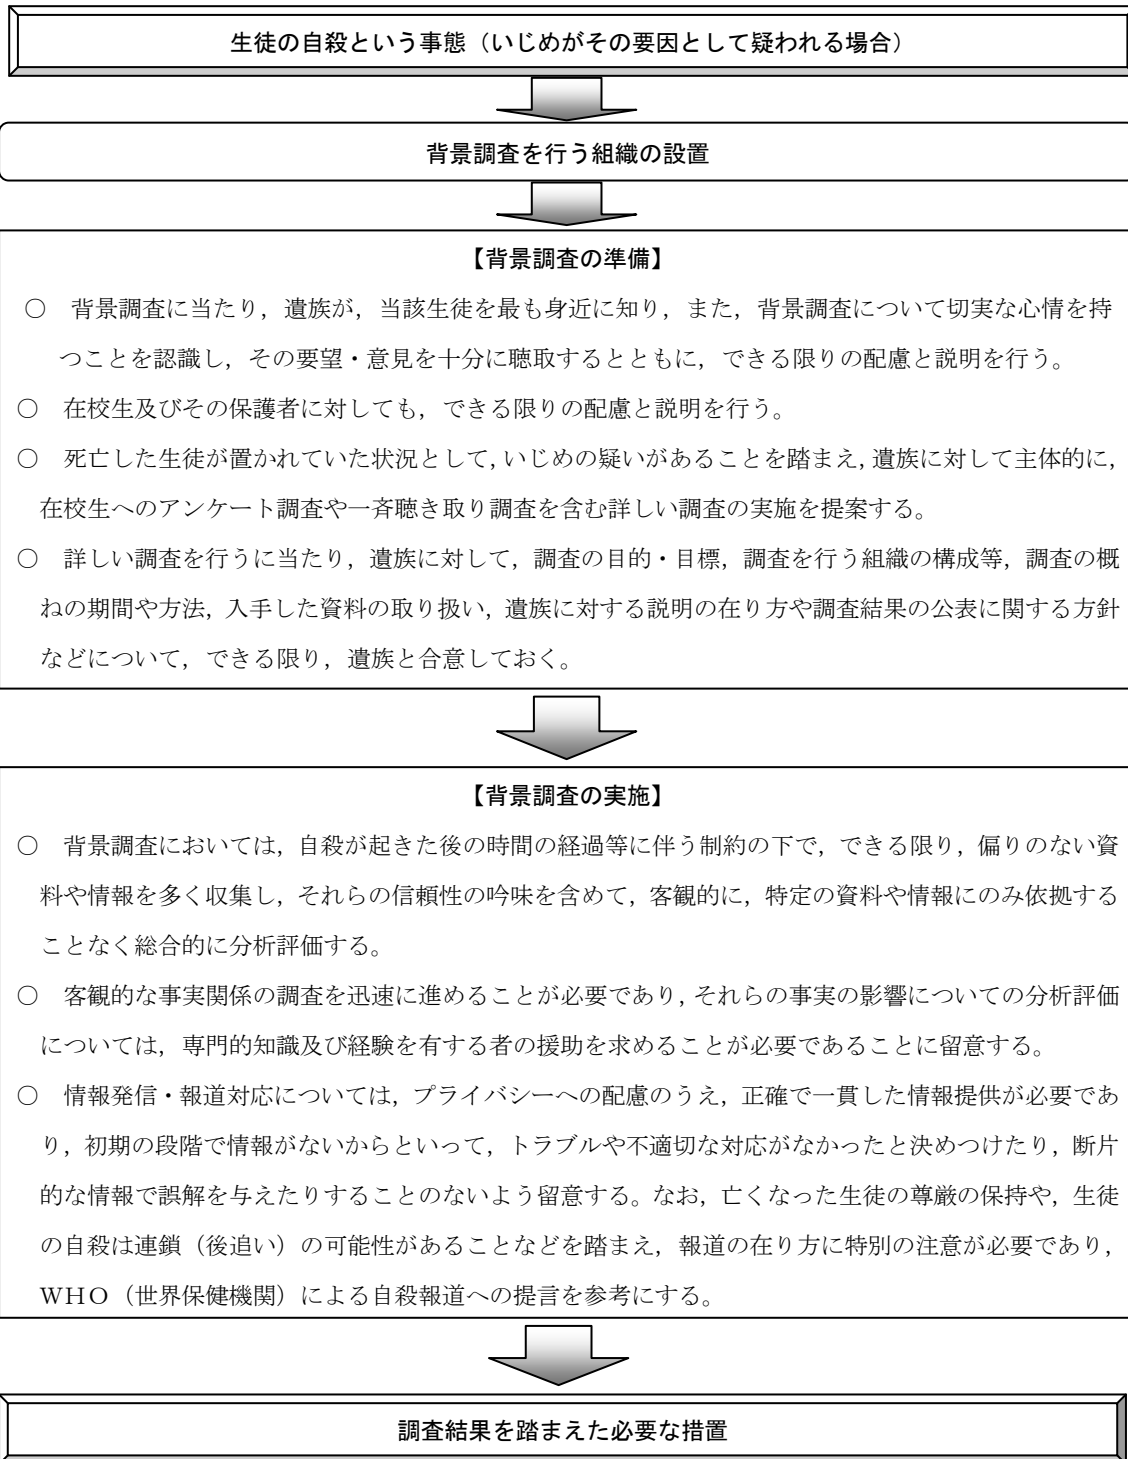 生徒の自殺という事態（いじめがその要因として疑われる場合）
背景調査を行う組織の設置
【背景調査の準備】
○　背景調査に当たり，遺族が，当該生徒を最も身近に知り，また，背景調査について切実な心情を持
つことを認識し，その要望・意見を十分に聴取するとともに，できる限りの配慮と説明を行う。
○　在校生及びその保護者に対しても，できる限りの配慮と説明を行う。
○　死亡した生徒が置かれていた状況として，いじめの疑いがあることを踏まえ，遺族に対して主体的に，
在校生へのアンケート調査や一斉聴き取り調査を含む詳しい調査の実施を提案する。
○　詳しい調査を行うに当たり，遺族に対して，調査の目的・目標，調査を行う組織の構成等，調査の概
ねの期間や方法，入手した資料の取り扱い，遺族に対する説明の在り方や調査結果の公表に関する方針
などについて，できる限り，遺族と合意しておく。
【背景調査の実施】
○　背景調査においては，自殺が起きた後の時間の経過等に伴う制約の下で，できる限り，偏りのない資
料や情報を多く収集し，それらの信頼性の吟味を含めて，客観的に，特定の資料や情報にのみ依拠する
ことなく総合的に分析評価する。
○　客観的な事実関係の調査を迅速に進めることが必要であり，それらの事実の影響についての分析評価
については，専門的知識及び経験を有する者の援助を求めることが必要であることに留意する。
○　情報発信・報道対応については，プライバシーへの配慮のうえ，正確で一貫した情報提供が必要であ
り，初期の段階で情報がないからといって，トラブルや不適切な対応がなかったと決めつけたり，断片
的な情報で誤解を与えたりすることのないよう留意する。なお，亡くなった生徒の尊厳の保持や，生徒
の自殺は連鎖（後追い）の可能性があることなどを踏まえ，報道の在り方に特別の注意が必要であり，
ＷＨＯ（世界保健機関）による自殺報道への提言を参考にする。
調査結果を踏まえた必要な措置